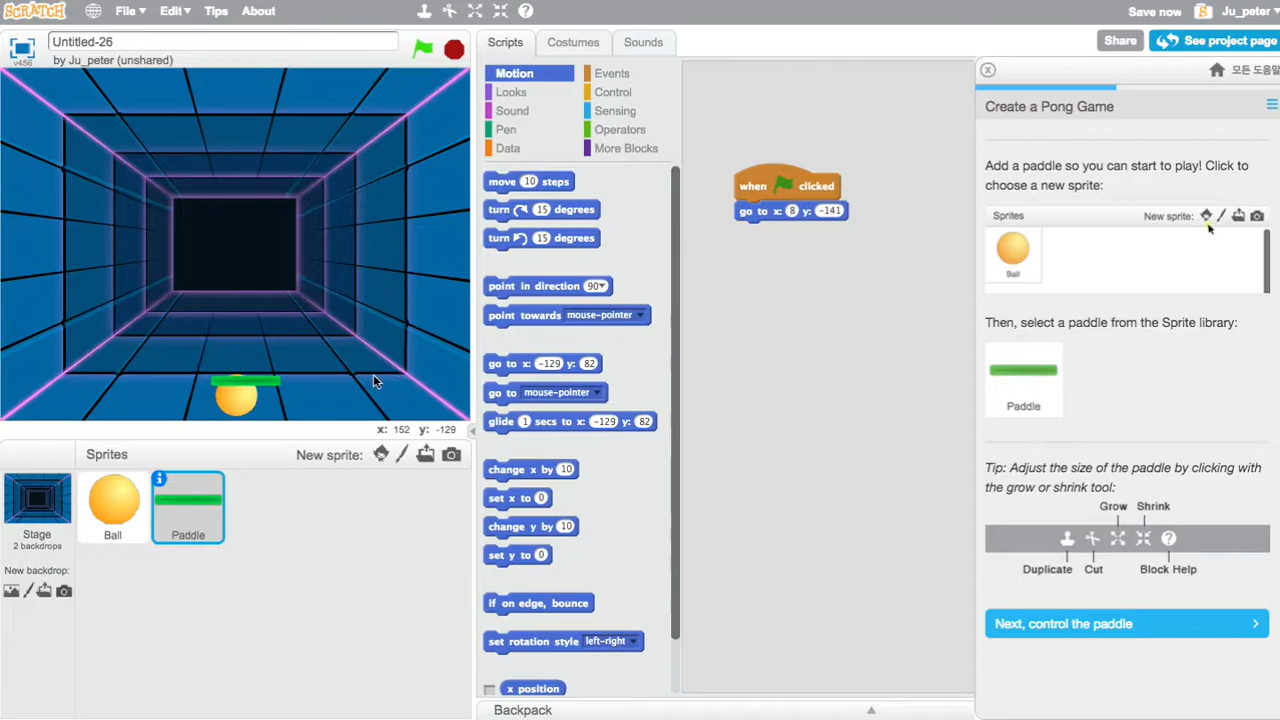 SCRATCH File Edit Tips About Save now Ju_peter
v456 Untitled-26
by Ju_peter (unshared)
Scripts Costumes Sounds
Share See project page
Motion Events
Looks Control
Sound Sensing
Pen Operators
Data More Blocks
move 10 steps
turn 15 degrees
turn 15 degrees
point in direction 90
point towards mouse-pointer
go to x: -129 y: 82
go to mouse-pointer
glide 1 secs to x: -129 y: 82
change x by 10
set x to 0
change y by 10
set y to 0
if on edge, bounce
set rotation style left-right
x position
Backpack
when clicked
go to x: 8 y: -141
x: 152 y: -129
Sprites New sprite:
Stage
2 backdrops
New backdrop:
Ball
Paddle
모든 도움말
Create a Pong Game
Add a paddle so you can start to play! Click to
choose a new sprite:
Sprites New sprite:
Ball
Then, select a paddle from the Sprite library:
Paddle
Tip: Adjust the size of the paddle by clicking with
the grow or shrink tool:
Grow Shrink
Duplicate Cut Block Help
Next, control the paddle